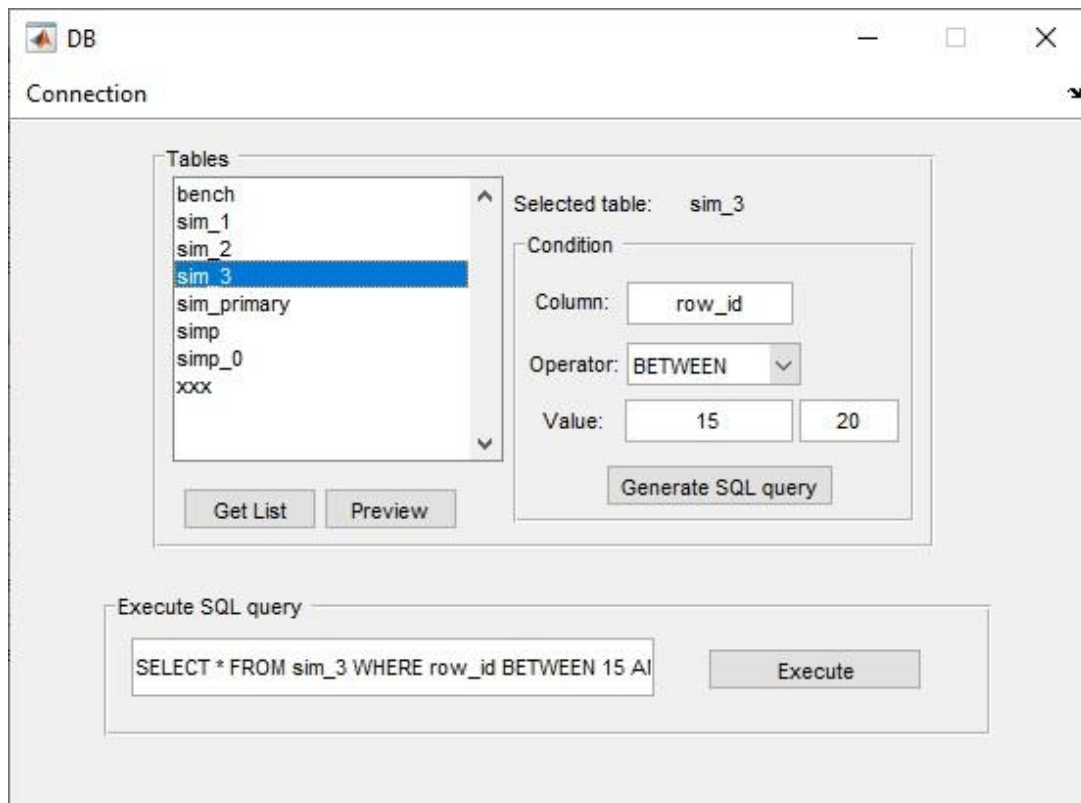 DB
Connection
Tables
bench
sim_1
sim_2
sim_3
sim_primary
simp
simp_0
xxx
Get List
Preview
Selected table: sim_3
Condition
Column: row_id
Operator: BETWEEN
Value: 15 20
Generate SQL query
Execute SQL query
SELECT * FROM sim_3 WHERE row_id BETWEEN 15
Execute